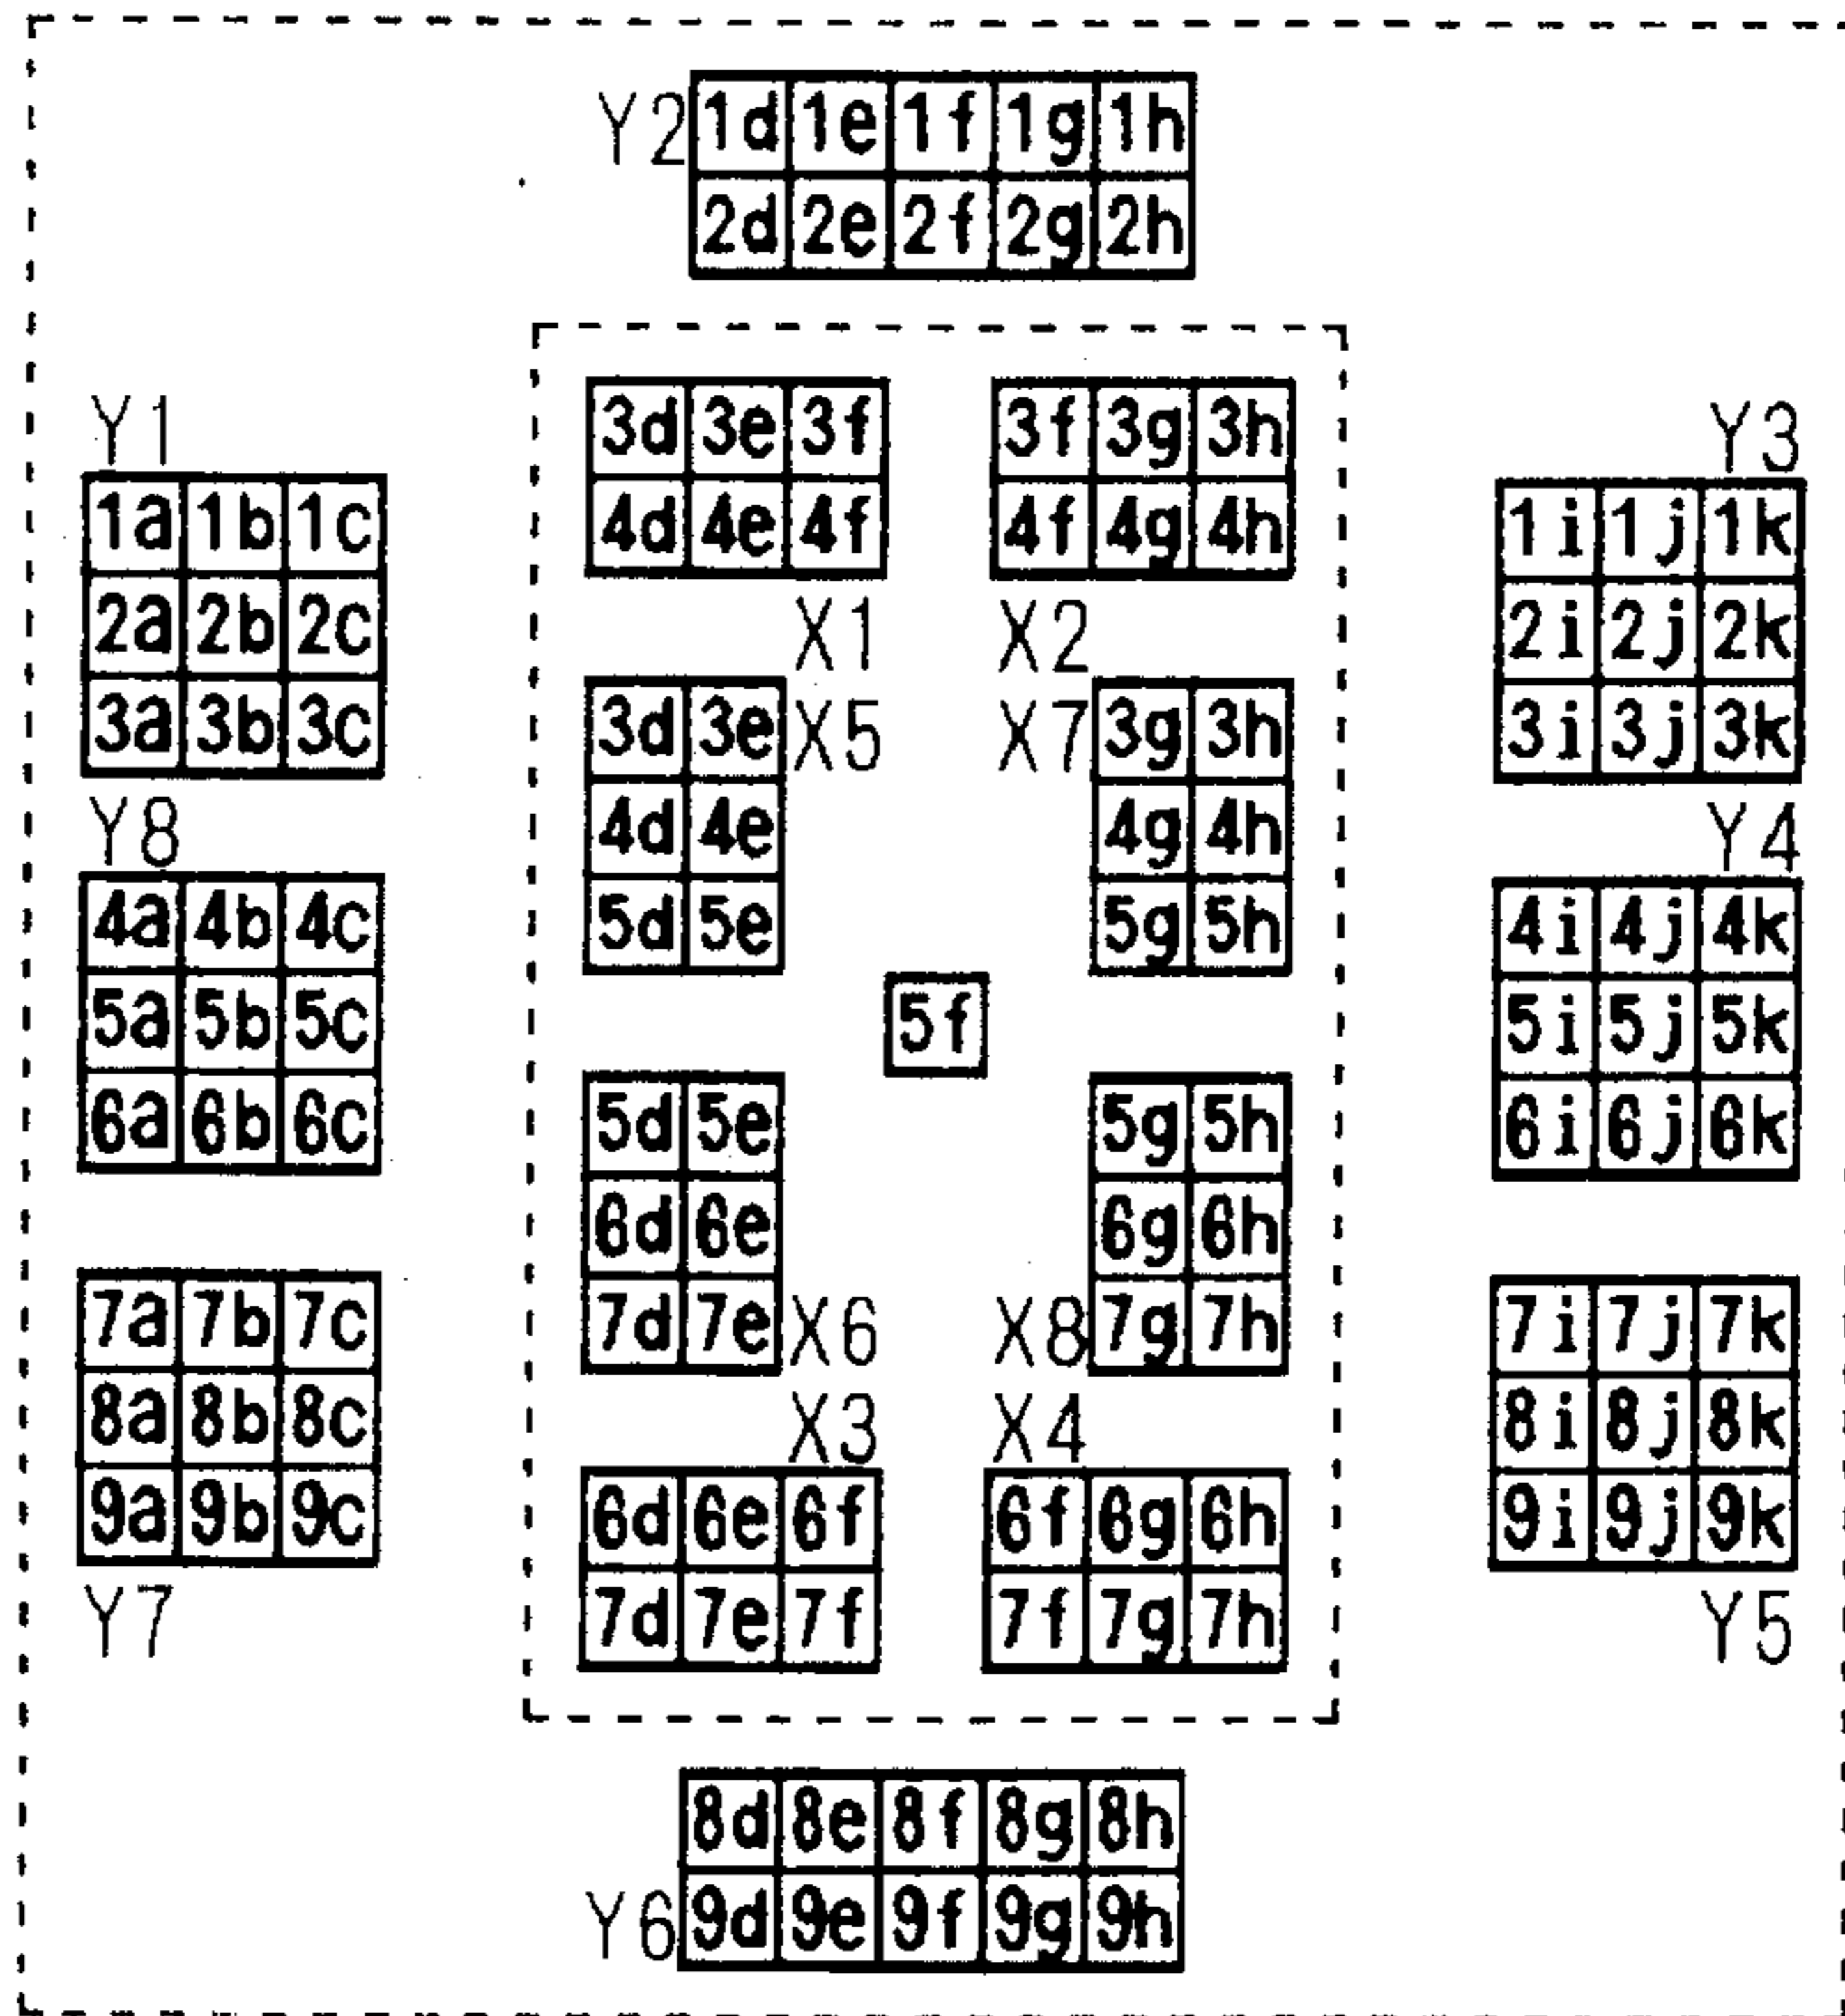 Y2
1d 1e 1f 1g 1h
2d 2e 2f 2g 2h
Y1
1a 1b 1c
2a 2b 2c
3a 3b 3c
Y8
4a 4b 4c
5a 5b 5c
6a 6b 6c
7a 7b 7c
8a 8b 8c
9a 9b 9c
Y7
3d 3e 3f
4d 4e 4f
X1
3f 3g 3h
4f 4g 4h
X2
X5
3d 3e
4d 4e
5d 5e
X7
3g 3h
4g 4h
5g 5h
5f
5d 5e
6d 6e
7d 7e
X6
5g 5h
6g 6h
7g 7h
X8
X3
6d 6e 6f
7d 7e 7f
X4
6f 6g 6h
7f 7g 7h
Y3
1i 1j 1k
2i 2j 2k
3i 3j 3k
Y4
4i 4j 4k
5i 5j 5k
6i 6j 6k
7i 7j 7k
8i 8j 8k
9i 9j 9k
Y5
8d 8e 8f 8g 8h
9d 9e 9f 9g 9h
Y6